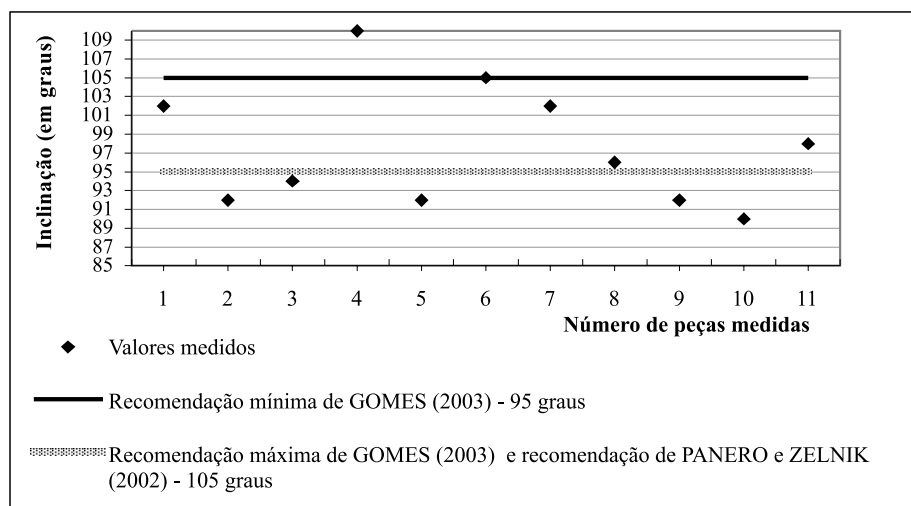 Inclinação (em graus)
109
107
105
103
101
99
97
95
93
91
89
87
85
1 2 3 4 5 6 7 8 9 10 11
Número de peças medidas
Valores medidos
Recomendação mínima de GOMES (2003) - 95 graus
Recomendação máxima de GOMES (2003) e recomendação de PANERO e ZELNIK
(2002) - 105 graus